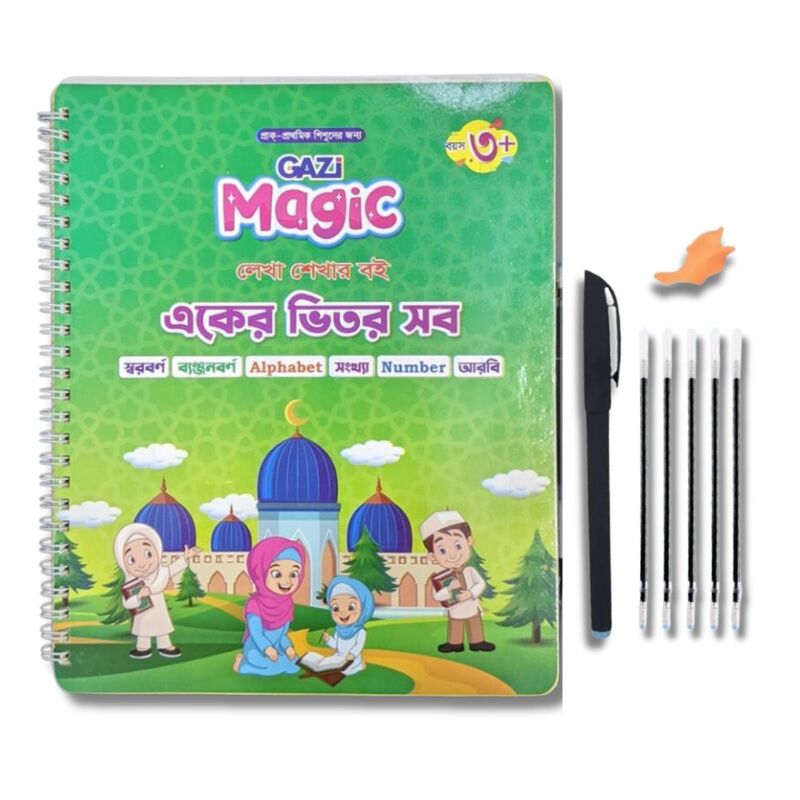 প্রাক্-প্রাথমিক শিশুদের জন্য
বয়স ৩+
GAZi
Magic
লেখা শেখার বই
একের ভিতর সব
স্বরবর্ণ ব্যঞ্জনবর্ণ Alphabet সংখ্যা Number আরবি